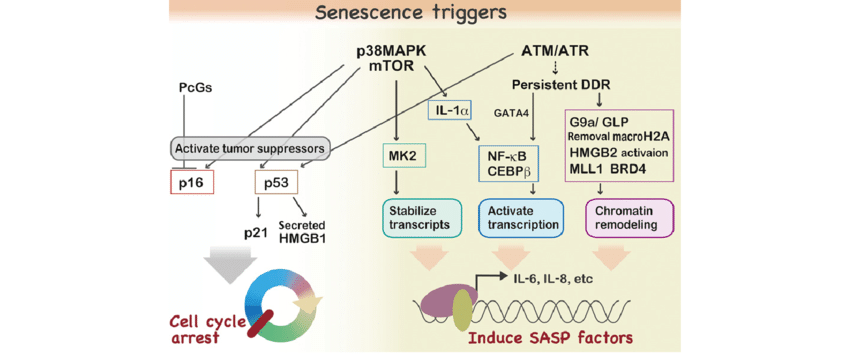 Senescence triggers
p38MAPK
mTOR
ATM/ATR
PcGs
Persistent DDR
IL-1α
GATA4
G9a/ GLP
Removal macroH2A
HMGB2 activaion
MLL1 BRD4
Activate tumor suppressors
MK2
NF-κB
CEBPβ
p16
p53
p21
Secreted
HMGB1
Stabilize
transcripts
Activate
transcription
Chromatin
remodeling
IL-6, IL-8, etc
Cell cycle
arrest
Induce SASP factors